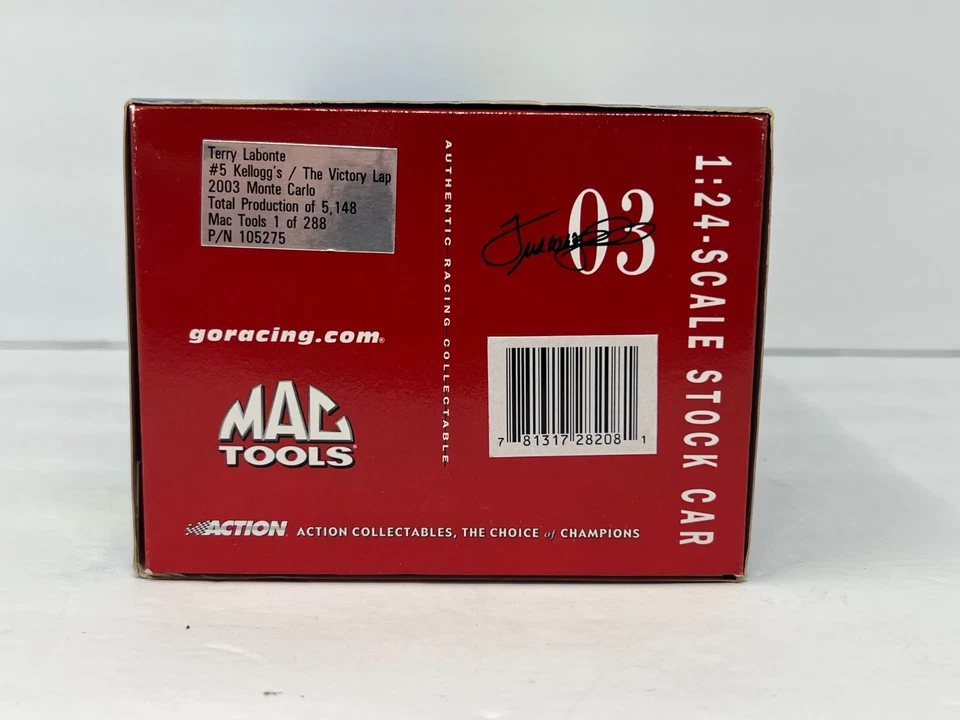 Terry Labonte
#5 Kellogg's / The Victory Lap
2003 Monte Carlo
Total Production of 5,148
Mac Tools 1 of 288
P/N 105275
goracing.com®
MAC
TOOLS
AUTHENTIC RACING COLLECTABLE
03
7 81317 28208 1
1:24-SCALE STOCK CAR
ACTION
ACTION COLLECTABLES, THE CHOICE of CHAMPIONS